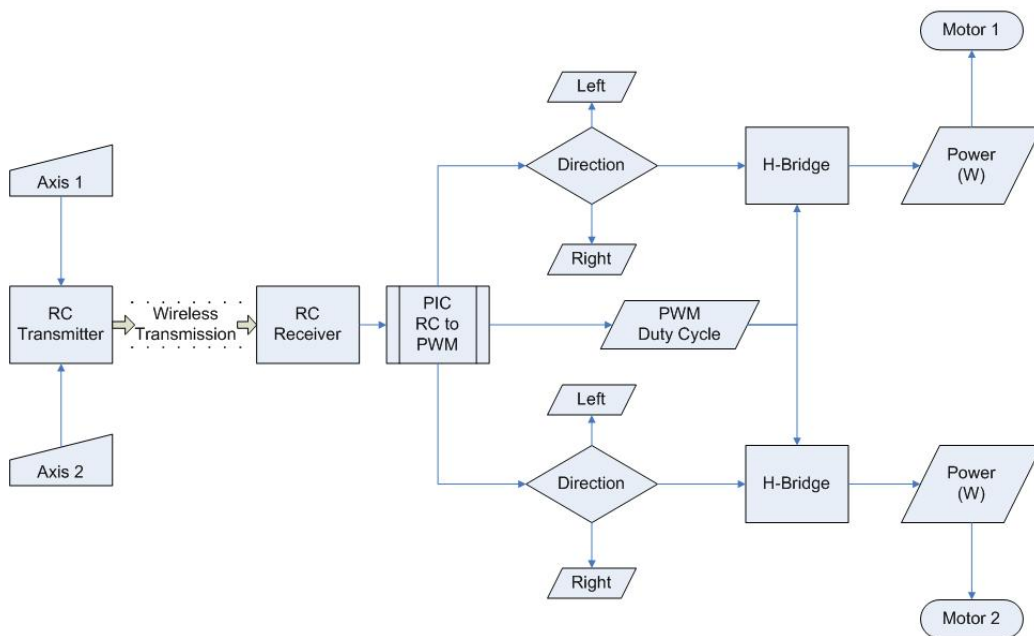 Motor 1
Left
Axis 1
Direction
H-Bridge
Power
(W)
Right
RC
Transmitter
Wireless
Transmission
RC
Receiver
PIC
RC to
PWM
PWM
Duty Cycle
Left
Axis 2
Direction
H-Bridge
Power
(W)
Right
Motor 2